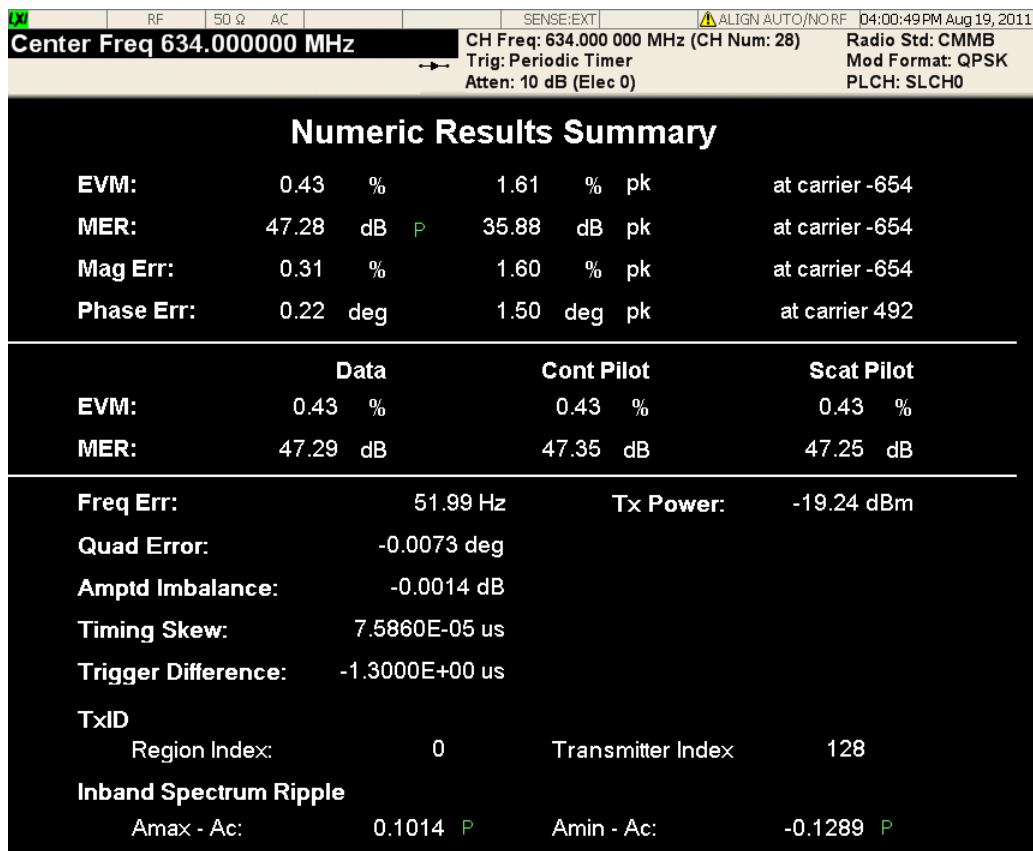 LXI RF 50 Ω AC SENSE:EXT ALIGN AUTO/NO RF 04:00:49 PM Aug 19, 2011
Center Freq 634.000000 MHz
CH Freq: 634.000 000 MHz (CH Num: 28)
Trig: Periodic Timer
Atten: 10 dB (Elec 0)
Radio Std: CMMB
Mod Format: QPSK
PLCH: SLCH0
Numeric Results Summary
EVM: 0.43 % 1.61 % pk at carrier -654
MER: 47.28 dB P 35.88 dB pk at carrier -654
Mag Err: 0.31 % 1.60 % pk at carrier -654
Phase Err: 0.22 deg 1.50 deg pk at carrier 492
Data Cont Pilot Scat Pilot
EVM: 0.43 % 0.43 % 0.43 %
MER: 47.29 dB 47.35 dB 47.25 dB
Freq Err: 51.99 Hz Tx Power: -19.24 dBm
Quad Error: -0.0073 deg
Amptd Imbalance: -0.0014 dB
Timing Skew: 7.5860E-05 us
Trigger Difference: -1.3000E+00 us
TxID
Region Index: 0 Transmitter Index 128
Inband Spectrum Ripple
Amax - Ac: 0.1014 P Amin - Ac: -0.1289 P